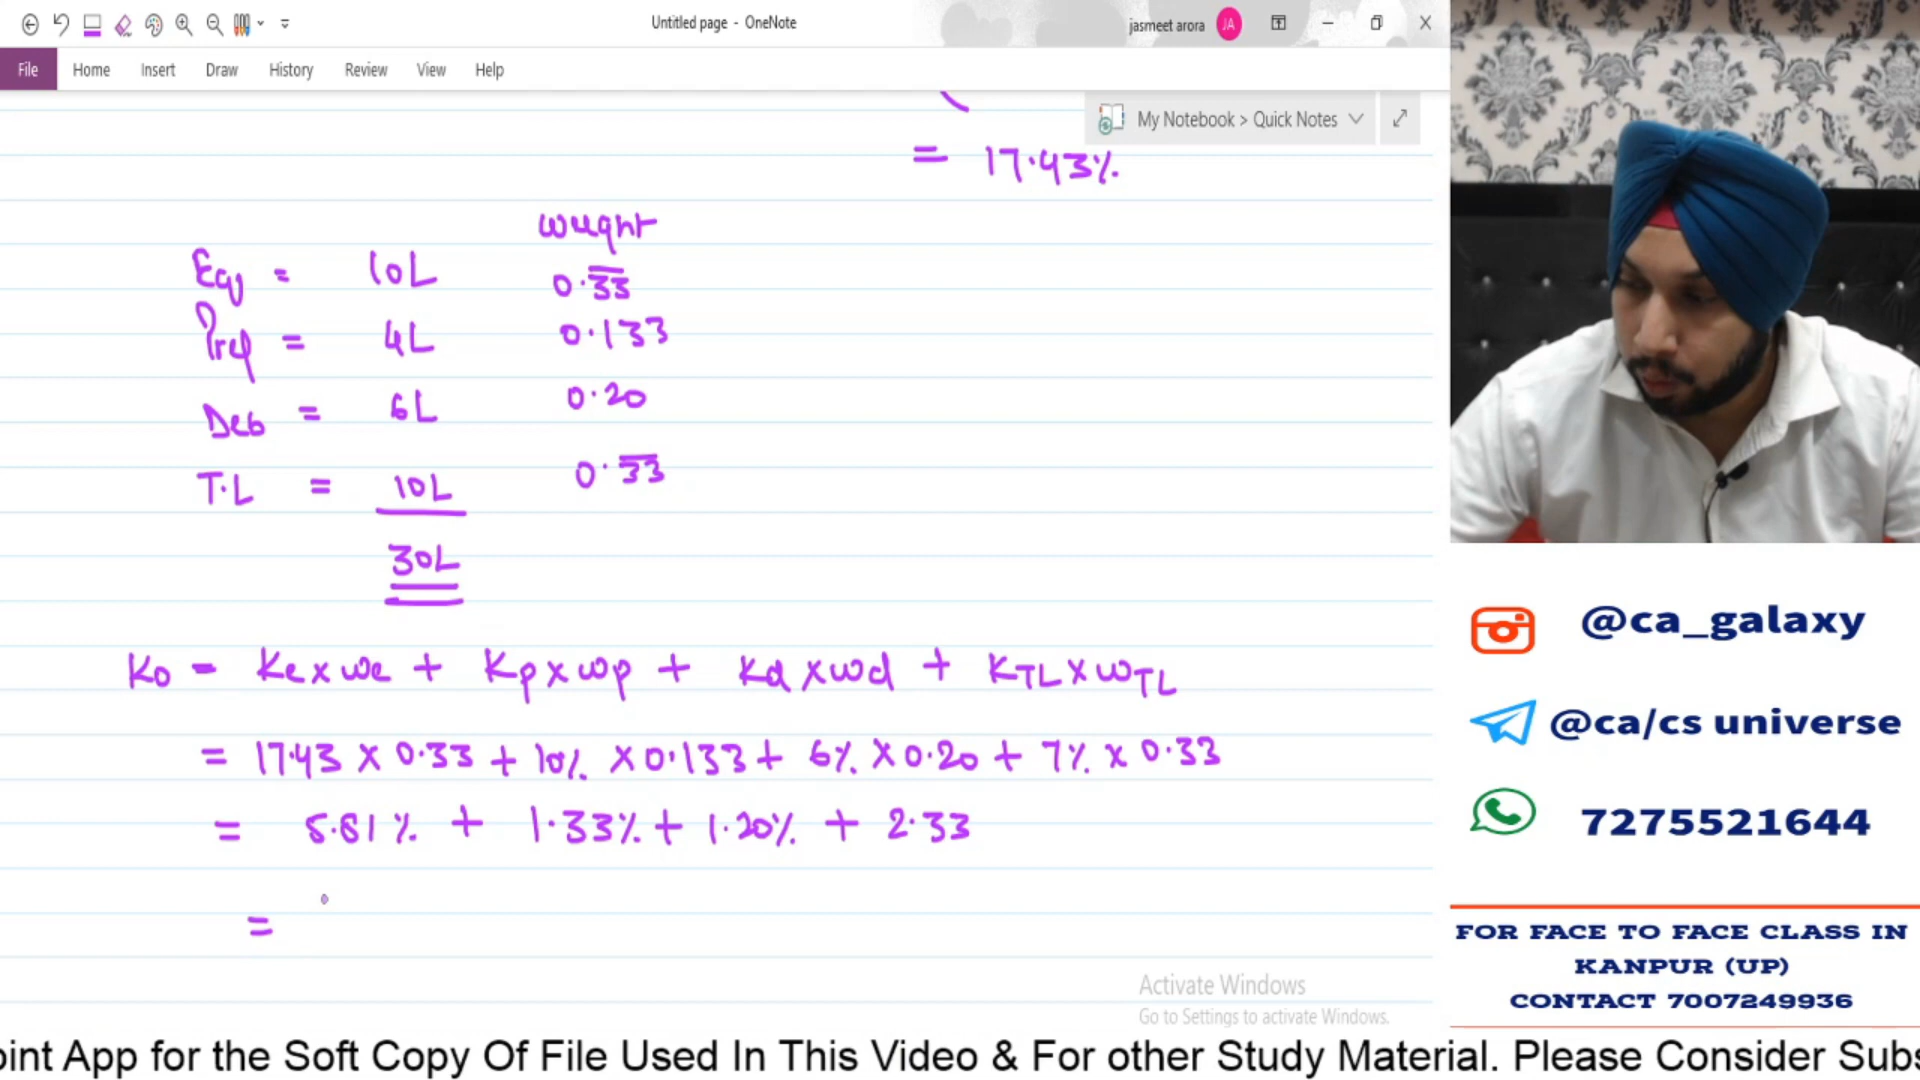 Untitled page - OneNote
jasmeet arora JA
File Home Insert Draw History Review View Help
My Notebook > Quick Notes
= 17.43%
weight
Eqy = 10L 0.33
Pref = 4L 0.133
Deb = 6L 0.20
T.L = 10L 0.33
30L
Ko = Ke x we + Kp x wp + Kd x wd + KTL x wTL
= 17.43 x 0.33 + 10% x 0.133 + 6% x 0.20 + 7% x 0.33
= 5.81% + 1.33% + 1.20% + 2.33
=
Activate Windows
Go to Settings to activate Windows.
@ca_galaxy
@ca/cs universe
7275521644
FOR FACE TO FACE CLASS IN
KANPUR (UP)
CONTACT 7007249936
oint App for the Soft Copy Of File Used In This Video & For other Study Material. Please Consider Subs